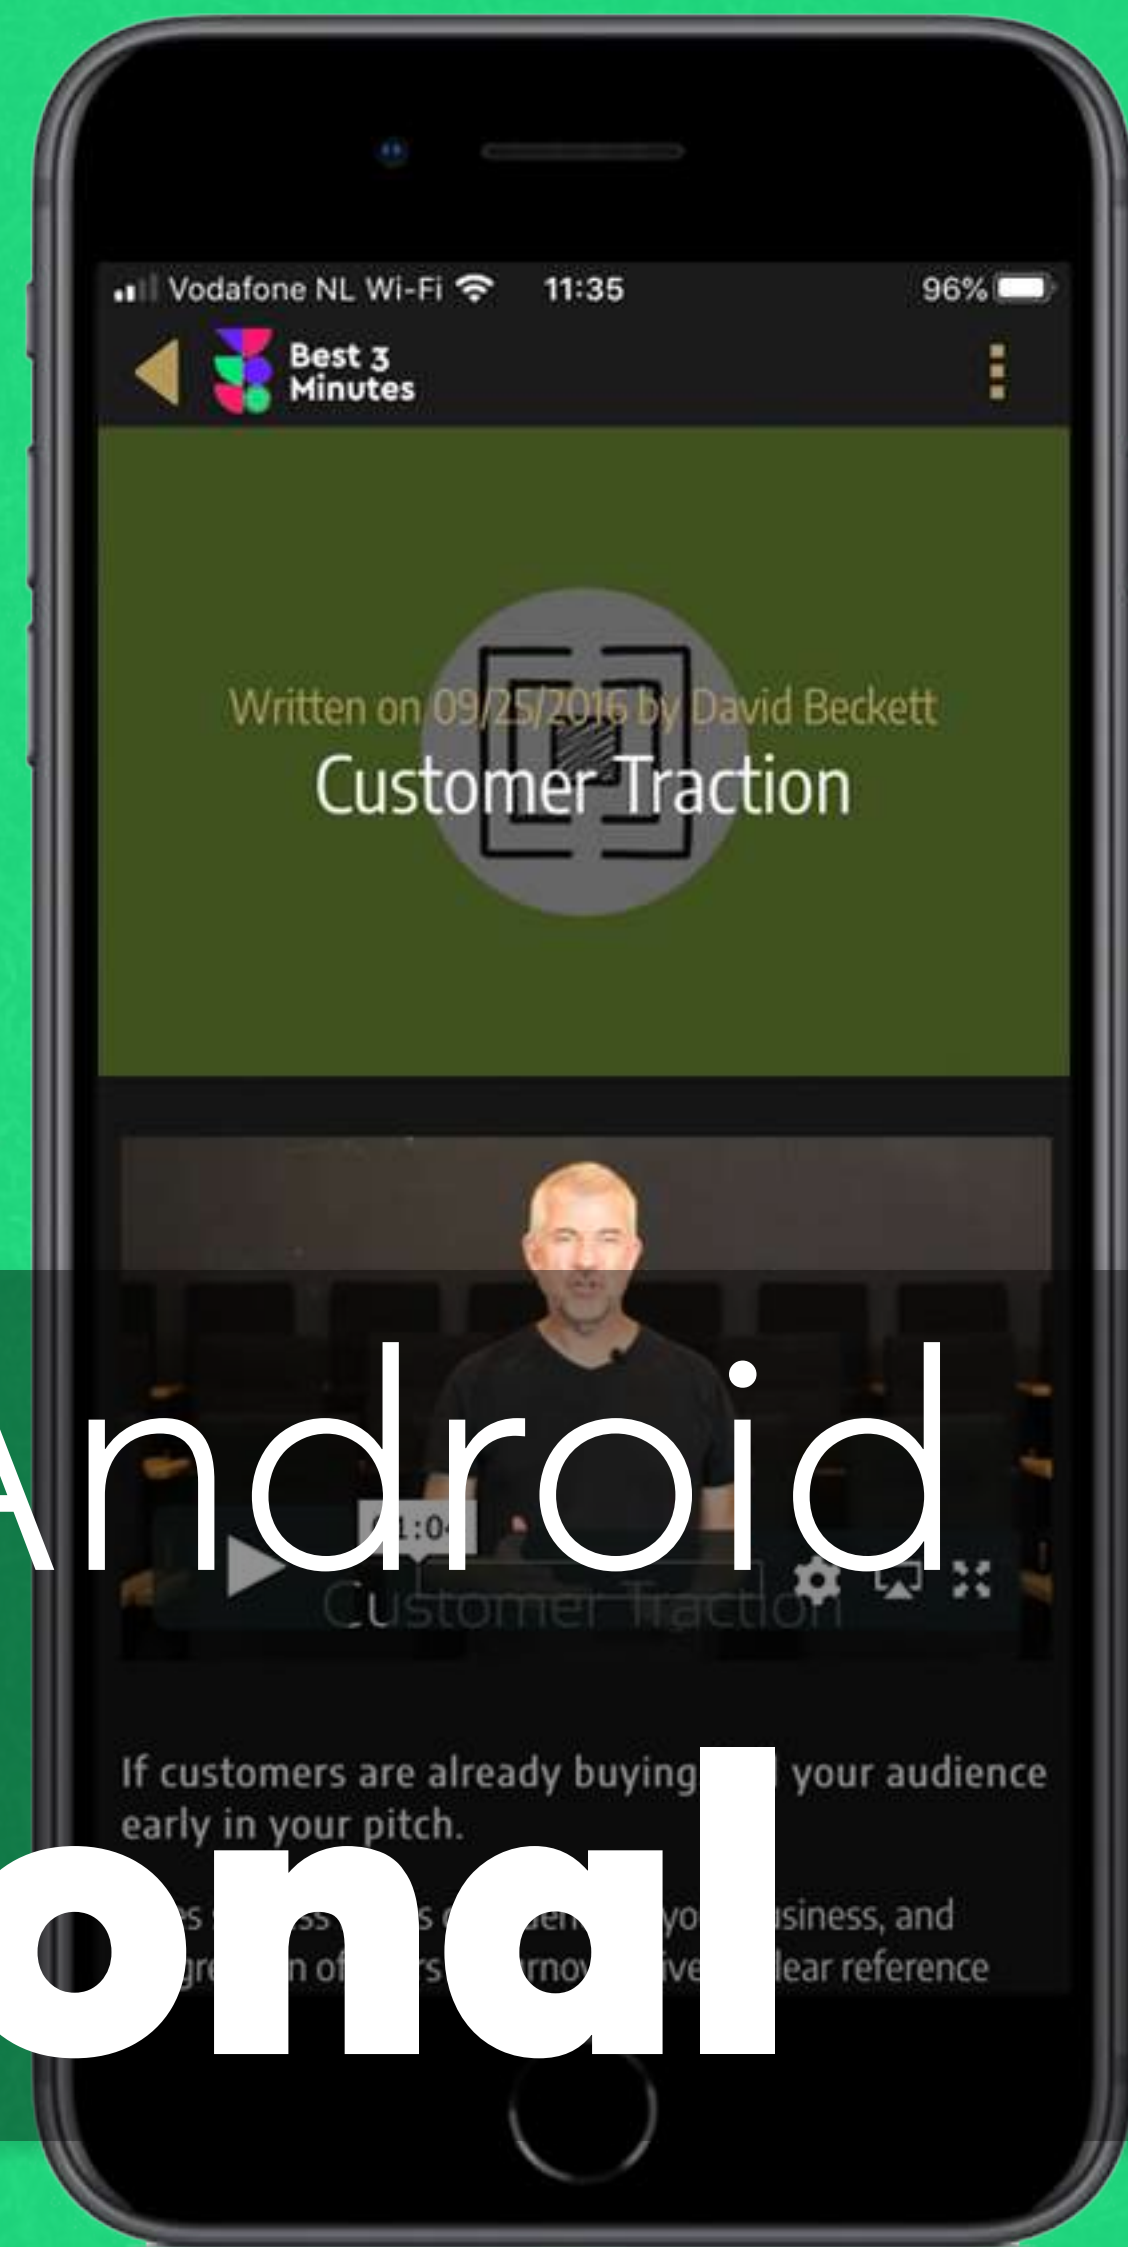 Vodafone NL Wi-Fi 11:35 96%
Best 3
Minutes
Written on 09/25/2016 by David Beckett
Customer Traction
Android
Customer Traction
If customers are already buying your audience
early in your pitch.
onal
and
of
lear reference